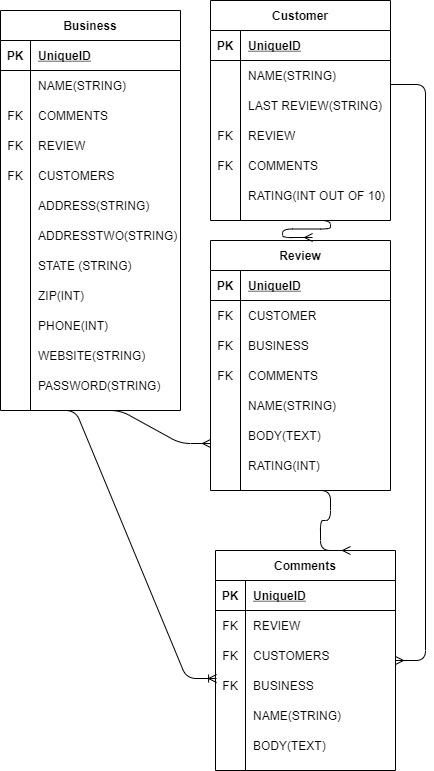 Business
PK UniqueID
NAME(STRING)
FK COMMENTS
FK REVIEW
FK CUSTOMERS
ADDRESS(STRING)
ADDRESSTWO(STRING)
STATE (STRING)
ZIP(INT)
PHONE(INT)
WEBSITE(STRING)
PASSWORD(STRING)
Customer
PK UniqueID
NAME(STRING)
LAST REVIEW(STRING)
FK REVIEW
FK COMMENTS
RATING(INT OUT OF 10)
Review
PK UniqueID
FK CUSTOMER
FK BUSINESS
FK COMMENTS
NAME(STRING)
BODY(TEXT)
RATING(INT)
Comments
PK UniqueID
FK REVIEW
FK CUSTOMERS
FK BUSINESS
NAME(STRING)
BODY(TEXT)